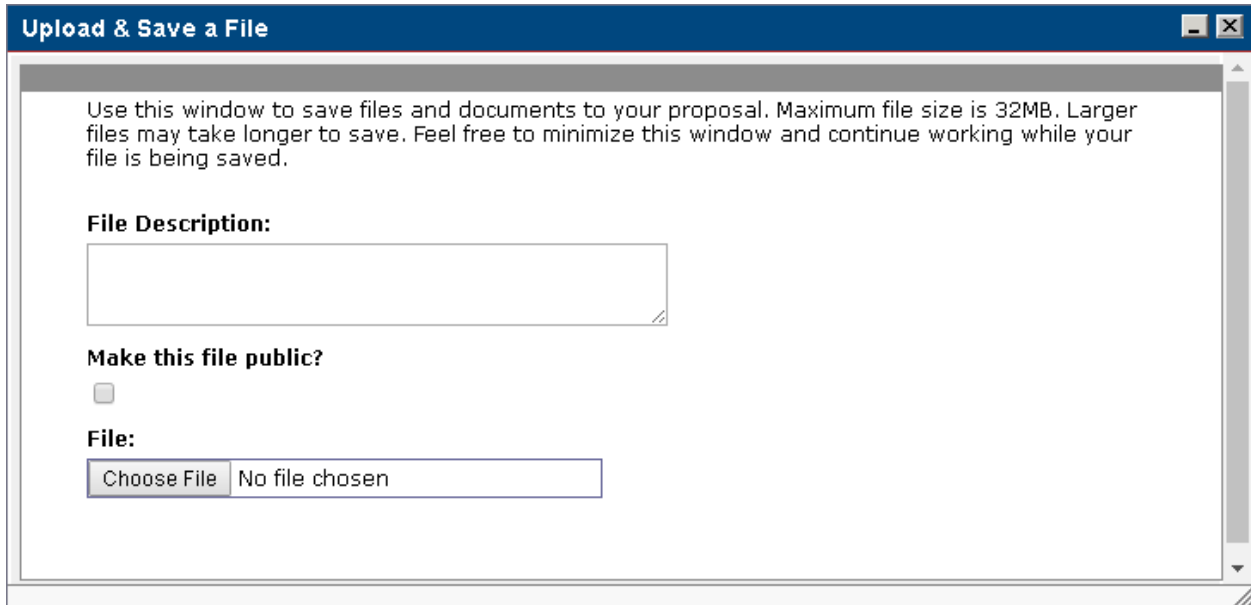 Upload & Save a File
Use this window to save files and documents to your proposal. Maximum file size is 32MB. Larger
files may take longer to save. Feel free to minimize this window and continue working while your
file is being saved.
File Description:
Make this file public?
File:
Choose File No file chosen